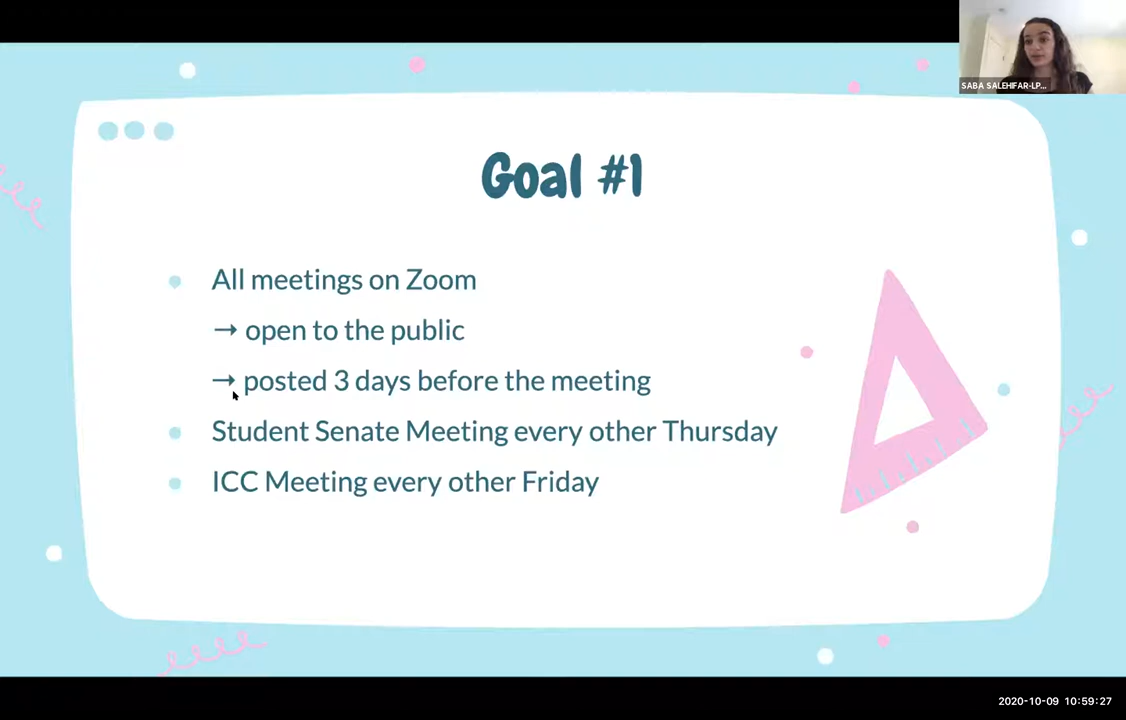 SABA SALEHIFAR-LP...
Goal #1
All meetings on Zoom
→ open to the public
→ posted 3 days before the meeting
Student Senate Meeting every other Thursday
ICC Meeting every other Friday
2020-10-09 10:59:27